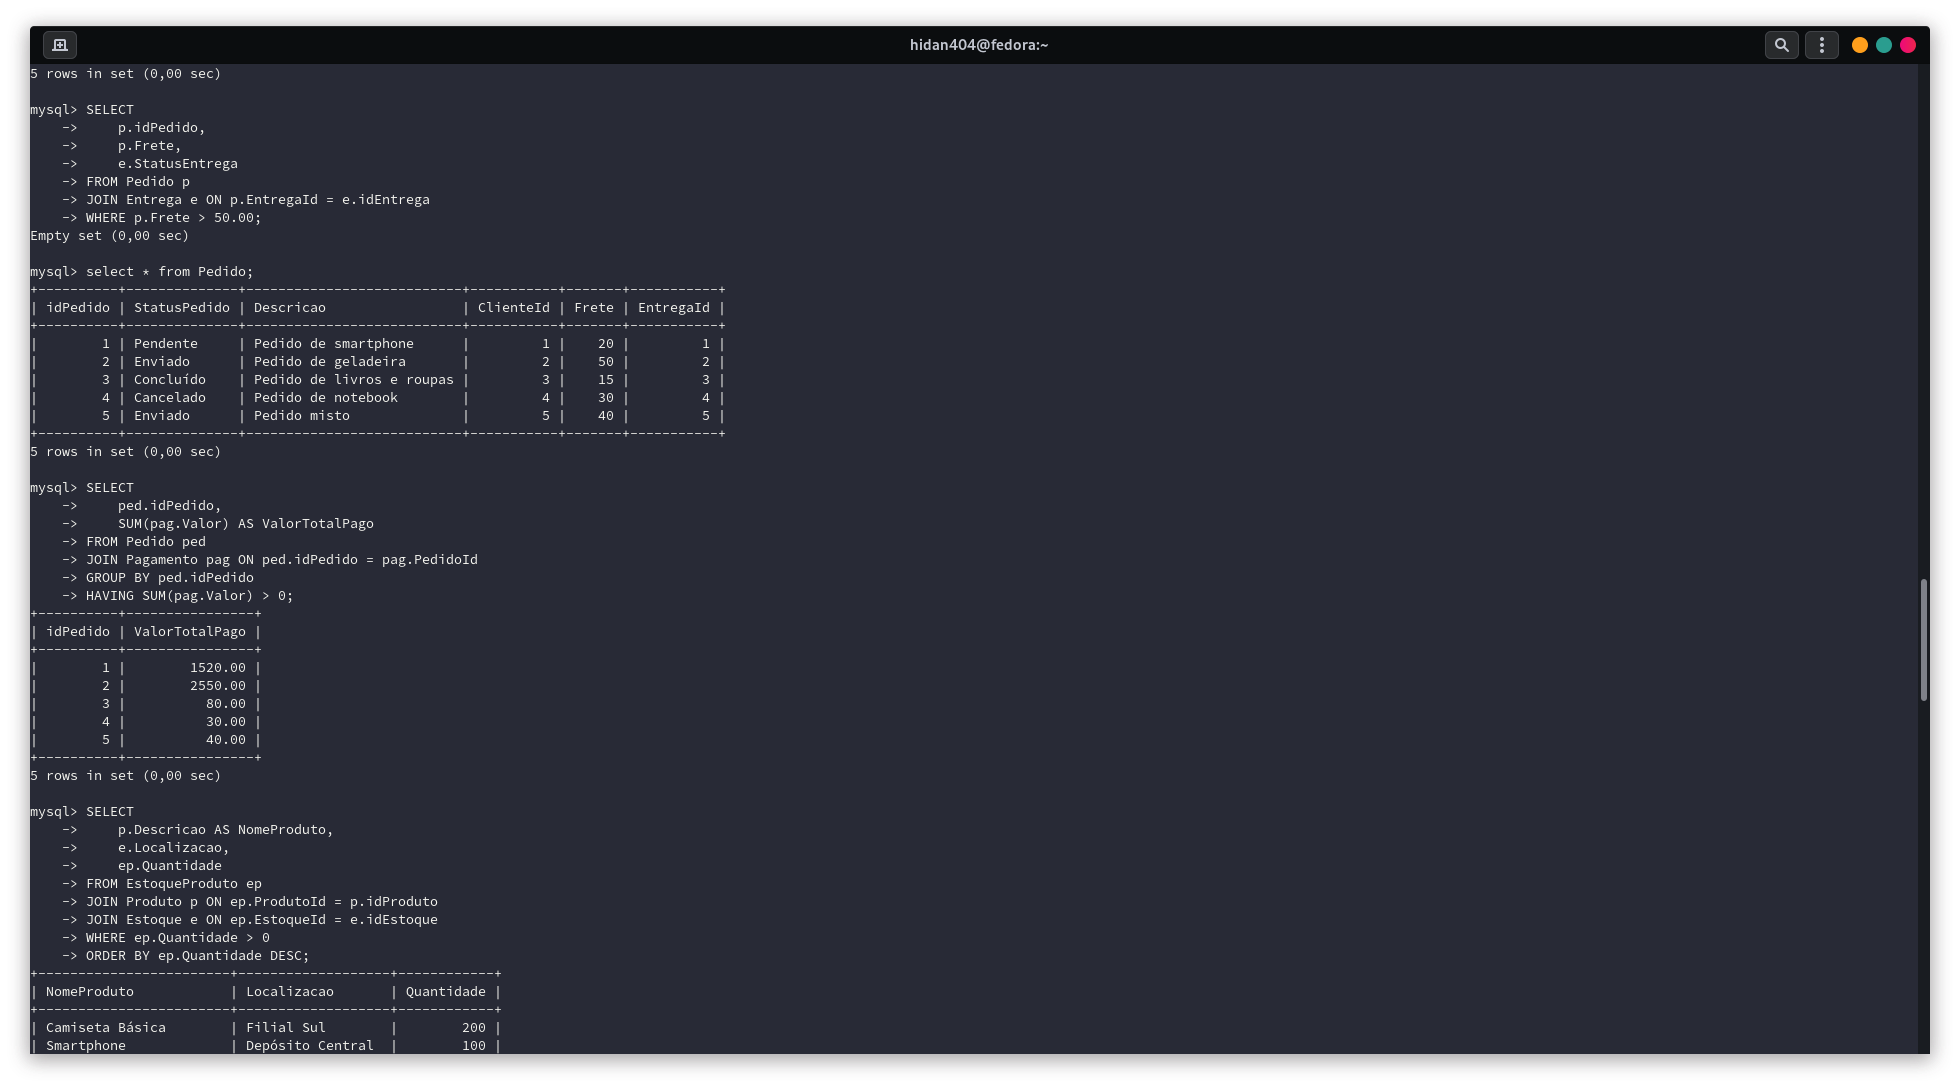 hidan404@fedora:~
5 rows in set (0,00 sec)
mysql> SELECT
    ->     p.idPedido,
    ->     p.Frete,
    ->     e.StatusEntrega
    -> FROM Pedido p
    -> JOIN Entrega e ON p.EntregaId = e.idEntrega
    -> WHERE p.Frete > 50.00;
Empty set (0,00 sec)
mysql> select * from Pedido;
+----------+--------------+---------------------------+-----------+-------+-----------+
| idPedido | StatusPedido | Descricao                 | ClienteId | Frete | EntregaId |
+----------+--------------+---------------------------+-----------+-------+-----------+
|        1 | Pendente     | Pedido de smartphone      |         1 |    20 |         1 |
|        2 | Enviado      | Pedido de geladeira       |         2 |    50 |         2 |
|        3 | Concluído    | Pedido de livros e roupas |         3 |    15 |         3 |
|        4 | Cancelado    | Pedido de notebook        |         4 |    30 |         4 |
|        5 | Enviado      | Pedido misto              |         5 |    40 |         5 |
+----------+--------------+---------------------------+-----------+-------+-----------+
5 rows in set (0,00 sec)
mysql> SELECT
    ->     ped.idPedido,
    ->     SUM(pag.Valor) AS ValorTotalPago
    -> FROM Pedido ped
    -> JOIN Pagamento pag ON ped.idPedido = pag.PedidoId
    -> GROUP BY ped.idPedido
    -> HAVING SUM(pag.Valor) > 0;
+----------+----------------+
| idPedido | ValorTotalPago |
+----------+----------------+
|        1 |        1520.00 |
|        2 |        2550.00 |
|        3 |          80.00 |
|        4 |          30.00 |
|        5 |          40.00 |
+----------+----------------+
5 rows in set (0,00 sec)
mysql> SELECT
    ->     p.Descricao AS NomeProduto,
    ->     e.Localizacao,
    ->     ep.Quantidade
    -> FROM EstoqueProduto ep
    -> JOIN Produto p ON ep.ProdutoId = p.idProduto
    -> JOIN Estoque e ON ep.EstoqueId = e.idEstoque
    -> WHERE ep.Quantidade > 0
    -> ORDER BY ep.Quantidade DESC;
+------------------------+-------------------+------------+
| NomeProduto            | Localizacao       | Quantidade |
+------------------------+-------------------+------------+
| Camiseta Básica        | Filial Sul        |        200 |
| Smartphone             | Depósito Central  |        100 |